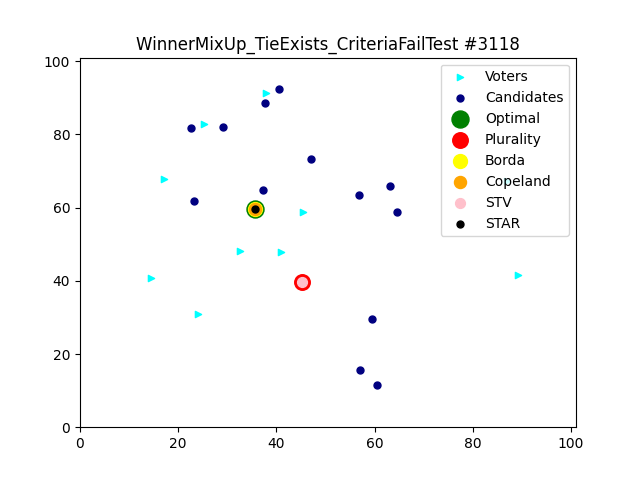 WinnerMixUp_TieExists_CriteriaFailTest #3118
100
80
60
40
20
0
0 20 40 60 80 100
Voters
Candidates
Optimal
Plurality
Borda
Copeland
STV
STAR